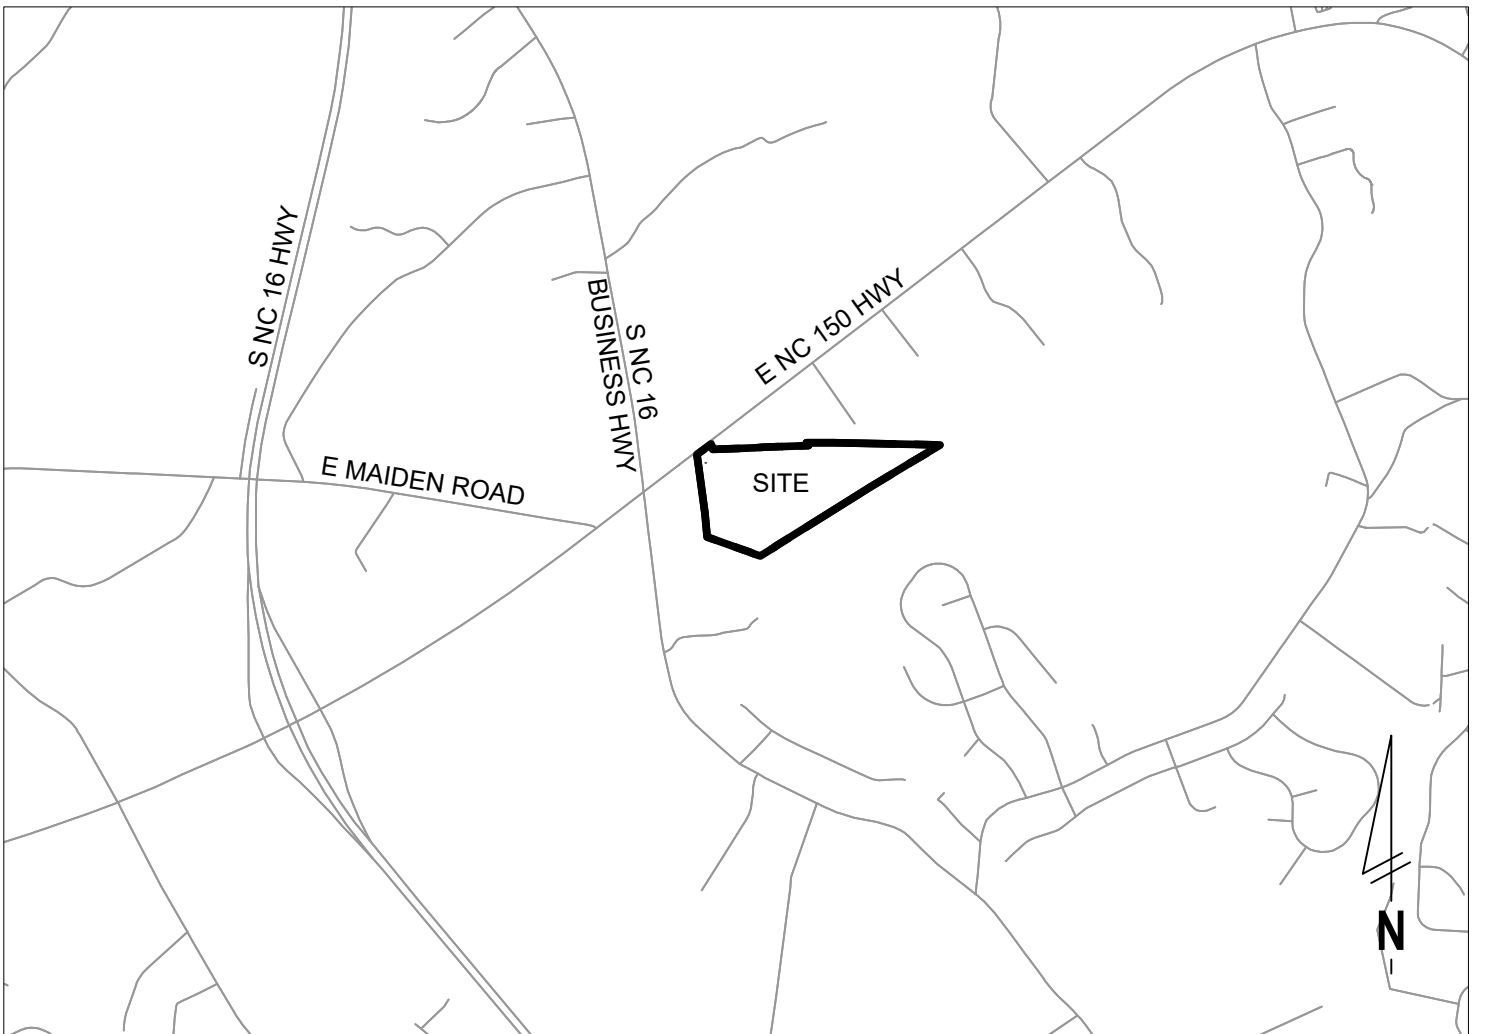 S NC 16 HWY
S NC 16
BUSINESS HWY
E NC 150 HWY
E MAIDEN ROAD
SITE
N